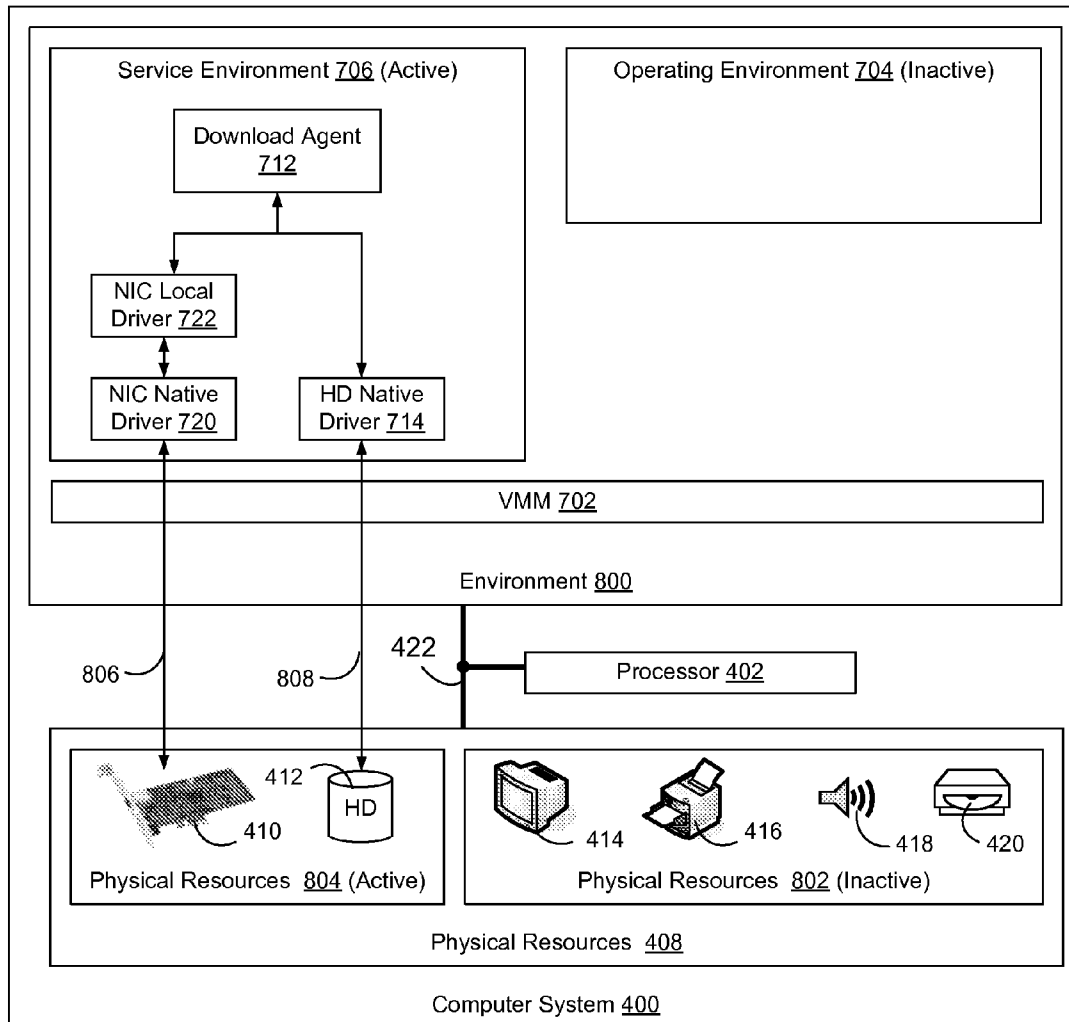 Service Environment 706 (Active)
Operating Environment 704 (Inactive)
Download Agent
712
NIC Local
Driver 722
NIC Native
Driver 720
HD Native
Driver 714
VMM 702
Environment 800
806
808
422
Processor 402
412
HD
410
414
416
418
420
Physical Resources 804 (Active)
Physical Resources 802 (Inactive)
Physical Resources 408
Computer System 400